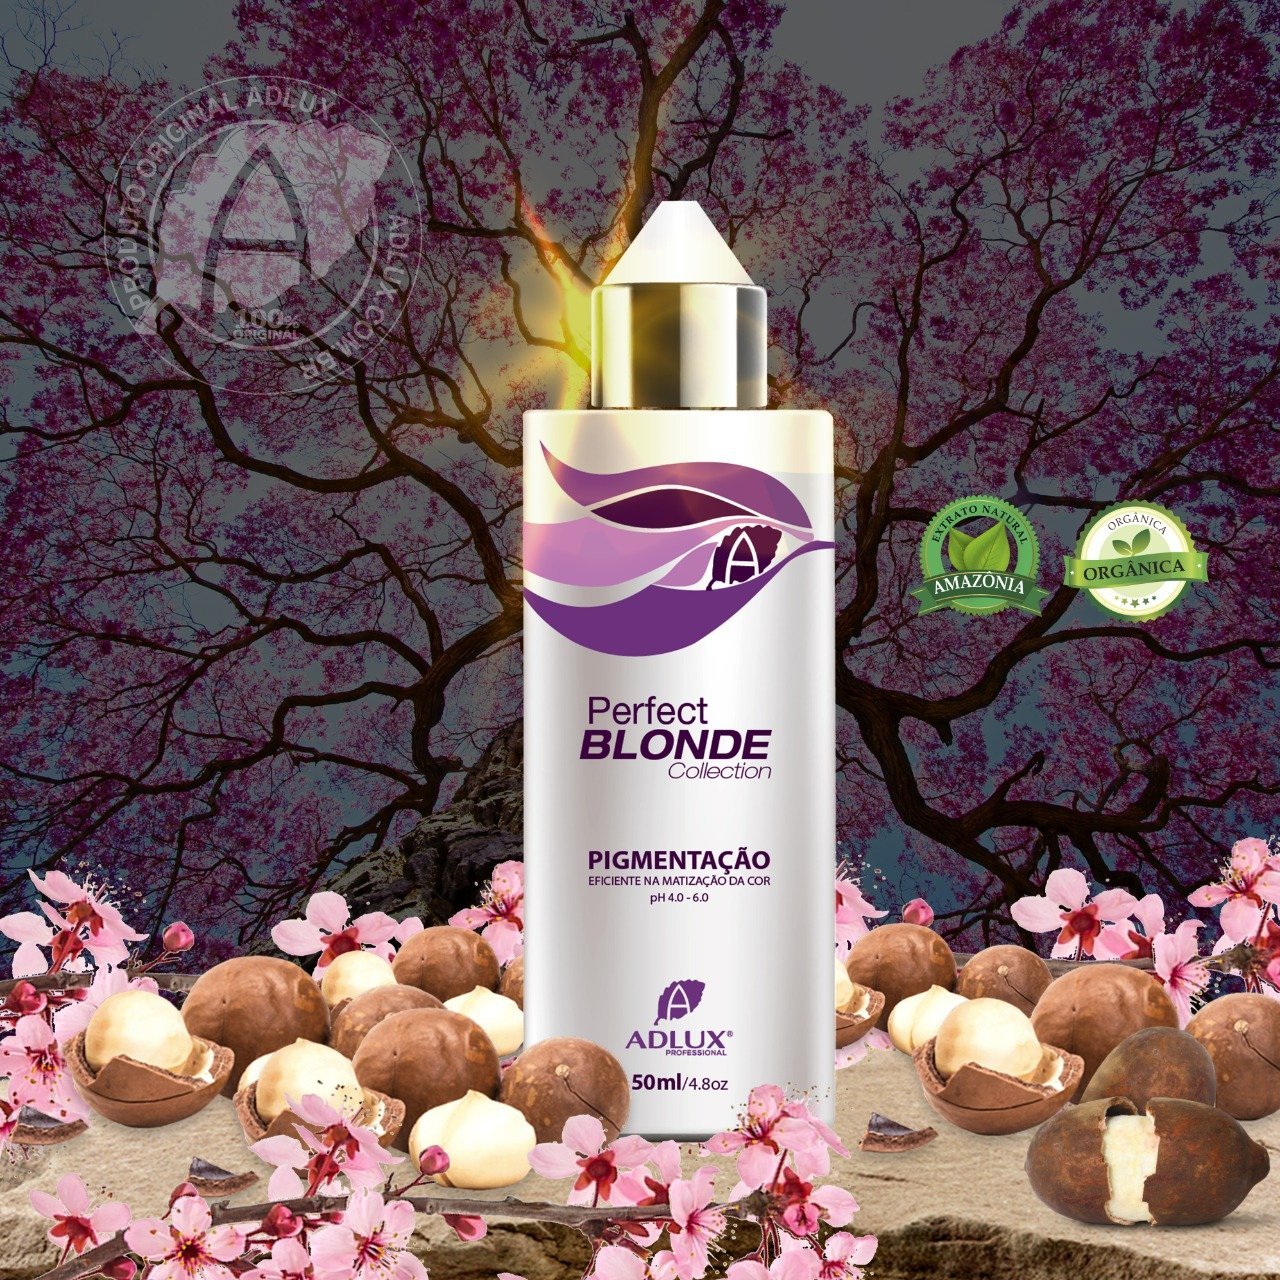 PRODUTO ORIGINAL ADLUX.
ADLUX.COM.BR
A
100%
ORIGINAL
EXTRATO NATURAL
AMAZÔNIA
ORGÂNICA
ORGÂNICA
A
Perfect
BLONDE
Collection
PIGMENTAÇÃO
EFICIENTE NA MATIZAÇÃO DA COR
pH 4.0 - 6.0
A
ADLUX®
PROFESSIONAL
50ml/4.8oz